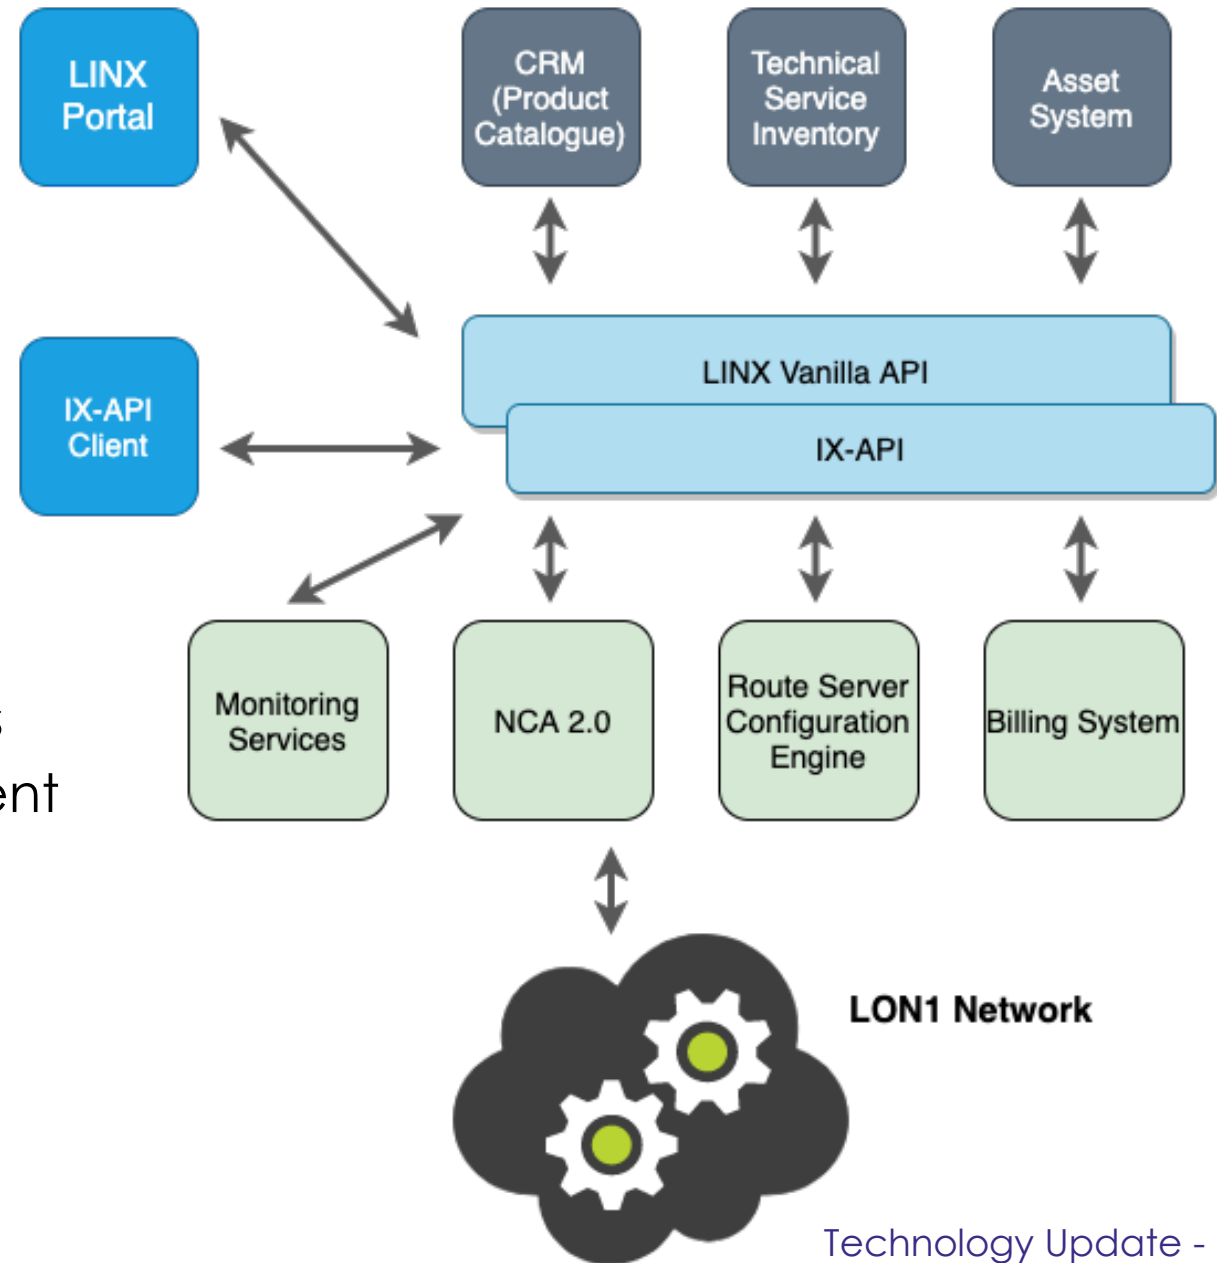 LINX
Portal
CRM
(Product
Catalogue)
Technical
Service
Inventory
Asset
System
LINX Vanilla API
IX-API
Client
IX-API
Monitoring
Services
NCA 2.0
Route Server
Configuration
Engine
Billing System
LON1 Network
Technology Update -